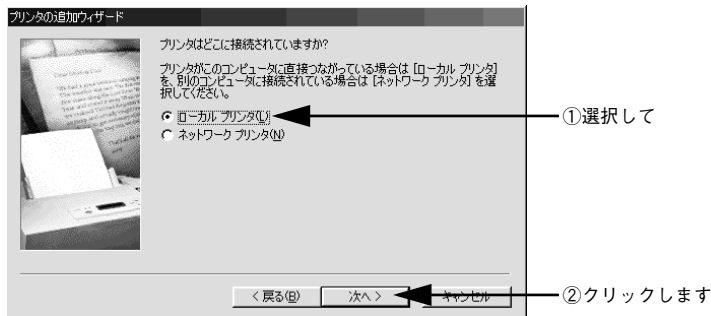 プリンタの追加ウィザード
プリンタはどこに接続されていますか?
プリンタがこのコンピュータに直接つながっている場合は [ローカル プリンタ]
を、別のコンピュータに接続されている場合は [ネットワーク プリンタ] を選
択してください。
ローカル プリンタ(L)
①選択して
ネットワーク プリンタ(N)
< 戻る(B)
次へ >
キャンセル
②クリックします